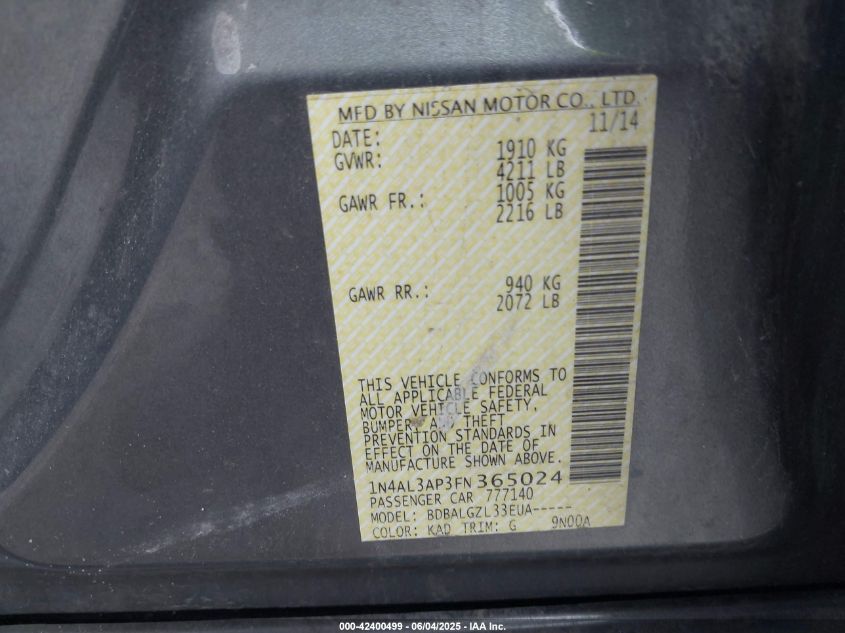 MFD BY NISSAN MOTOR CO., LTD.
DATE: 11/14
GVWR: 1910 KG
4211 LB
GAWR FR.: 1005 KG
2216 LB
GAWR RR.: 940 KG
2072 LB
THIS VEHICLE CONFORMS TO
ALL APPLICABLE FEDERAL
MOTOR VEHICLE SAFETY,
BUMPER, AND THEFT
PREVENTION STANDARDS IN
EFFECT ON THE DATE OF
MANUFACTURE SHOWN ABOVE.
1N4AL3AP3FN 365024
PASSENGER CAR 777140
MODEL: BDBALGZL33EUA-----
COLOR: KAD TRIM: G 9N00A
000-42400499 - 06/04/2025 - IAA Inc.